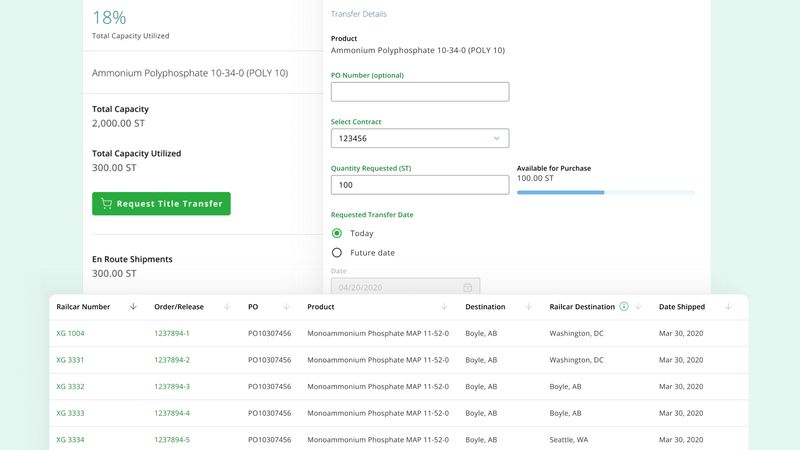 18%
Total Capacity Utilized
Ammonium Polyphosphate 10-34-0 (POLY 10)
Total Capacity
2,000.00 ST
Total Capacity Utilized
300.00 ST
Request Title Transfer
En Route Shipments
300.00 ST
Transfer Details
Product
Ammonium Polyphosphate 10-34-0 (POLY 10)
PO Number (optional)
Select Contract
123456
Quantity Requested (ST)
100
Available for Purchase
100.00 ST
Requested Transfer Date
Today
Future date
Date
04/20/2020
Railcar Number Order/Release PO Product Destination Railcar Destination Date Shipped
XG 1004 1237894-1 PO10307456 Monoammonium Phosphate MAP 11-52-0 Boyle, AB Washington, DC Mar 30, 2020
XG 3331 1237894-2 PO10307456 Monoammonium Phosphate MAP 11-52-0 Boyle, AB Washington, DC Mar 30, 2020
XG 3332 1237894-3 PO10307456 Monoammonium Phosphate MAP 11-52-0 Boyle, AB Boyle, AB Mar 30, 2020
XG 3333 1237894-4 PO10307456 Monoammonium Phosphate MAP 11-52-0 Boyle, AB Boyle, AB Mar 30, 2020
XG 3334 1237894-5 PO10307456 Monoammonium Phosphate MAP 11-52-0 Boyle, AB Seattle, WA Mar 30, 2020